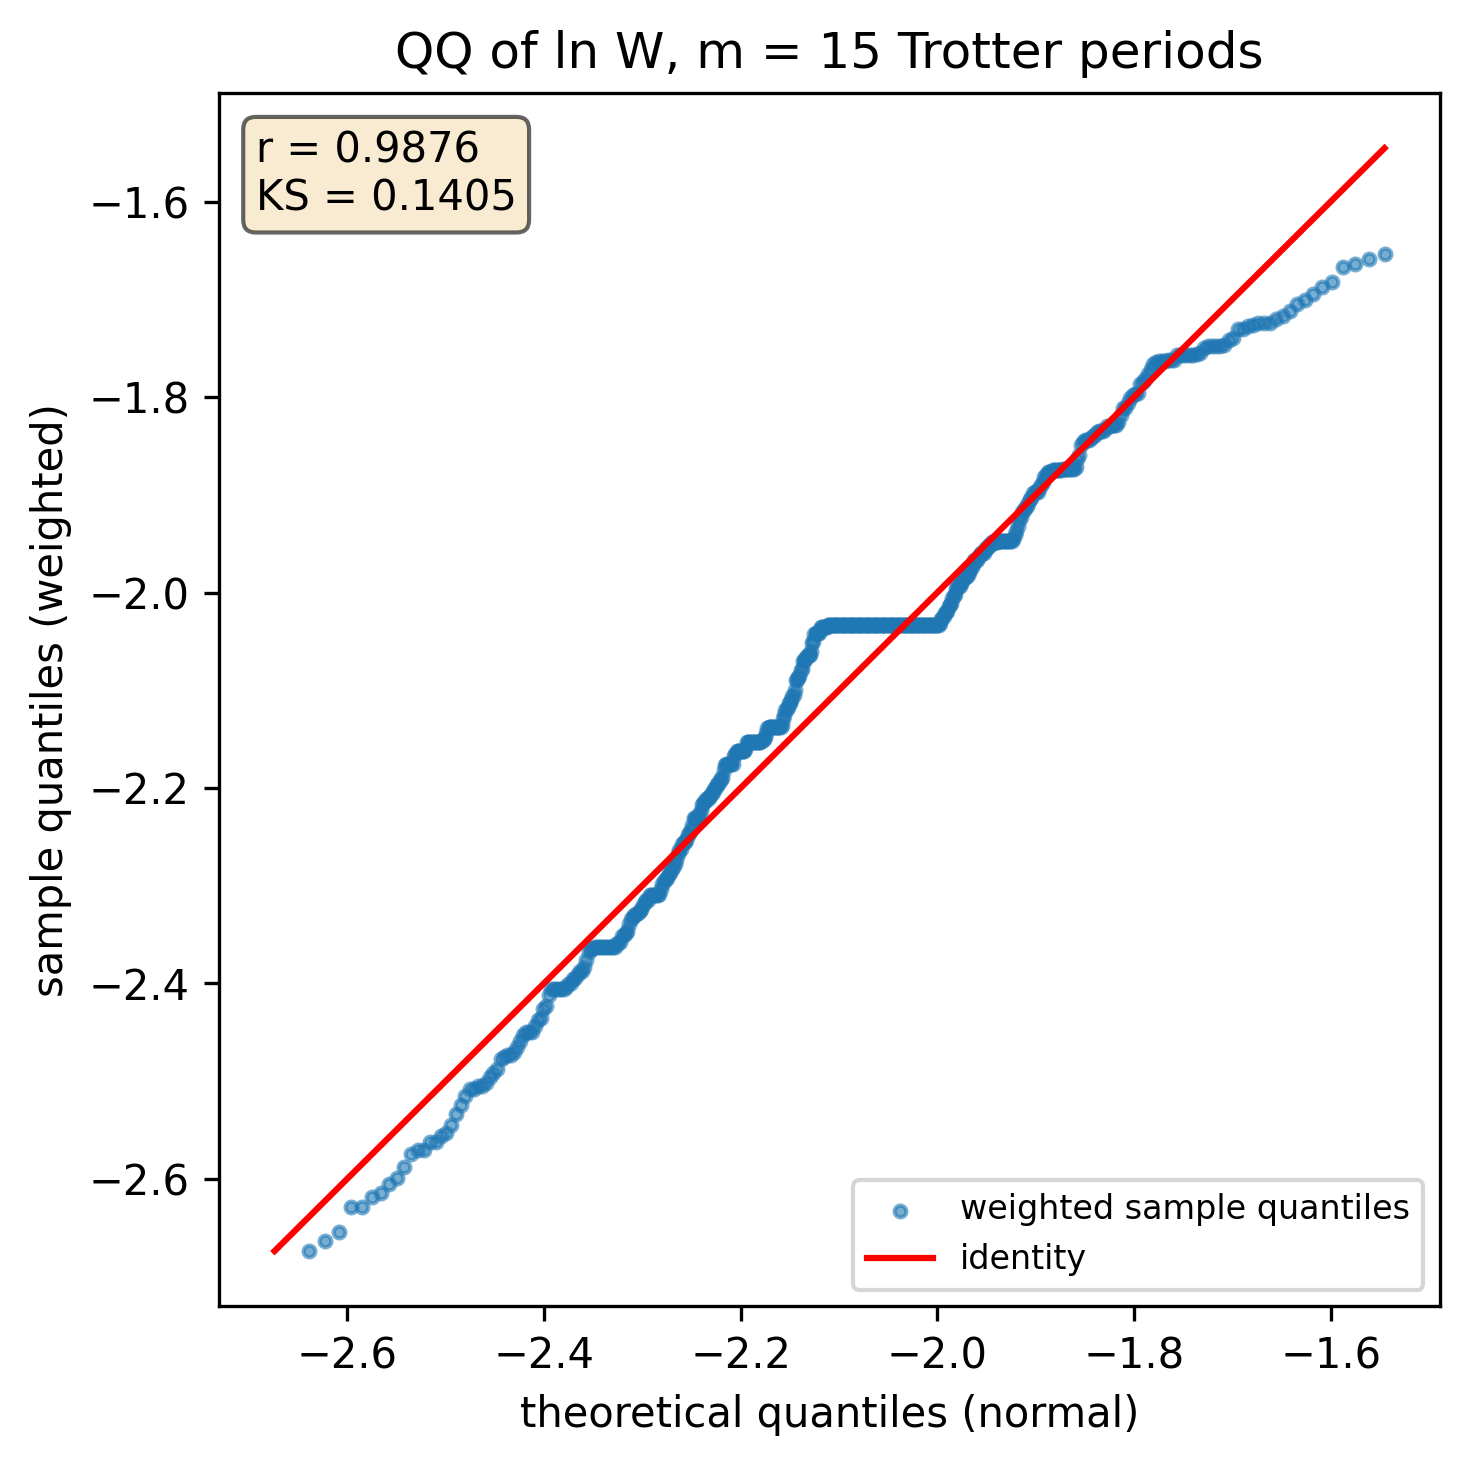 QQ of ln W, m = 15 Trotter periods
r = 0.9876
KS = 0.1405
−1.6
−1.8
−2.0
−2.2
−2.4
−2.6
sample quantiles (weighted)
weighted sample quantiles
identity
−2.6 −2.4 −2.2 −2.0 −1.8 −1.6
theoretical quantiles (normal)